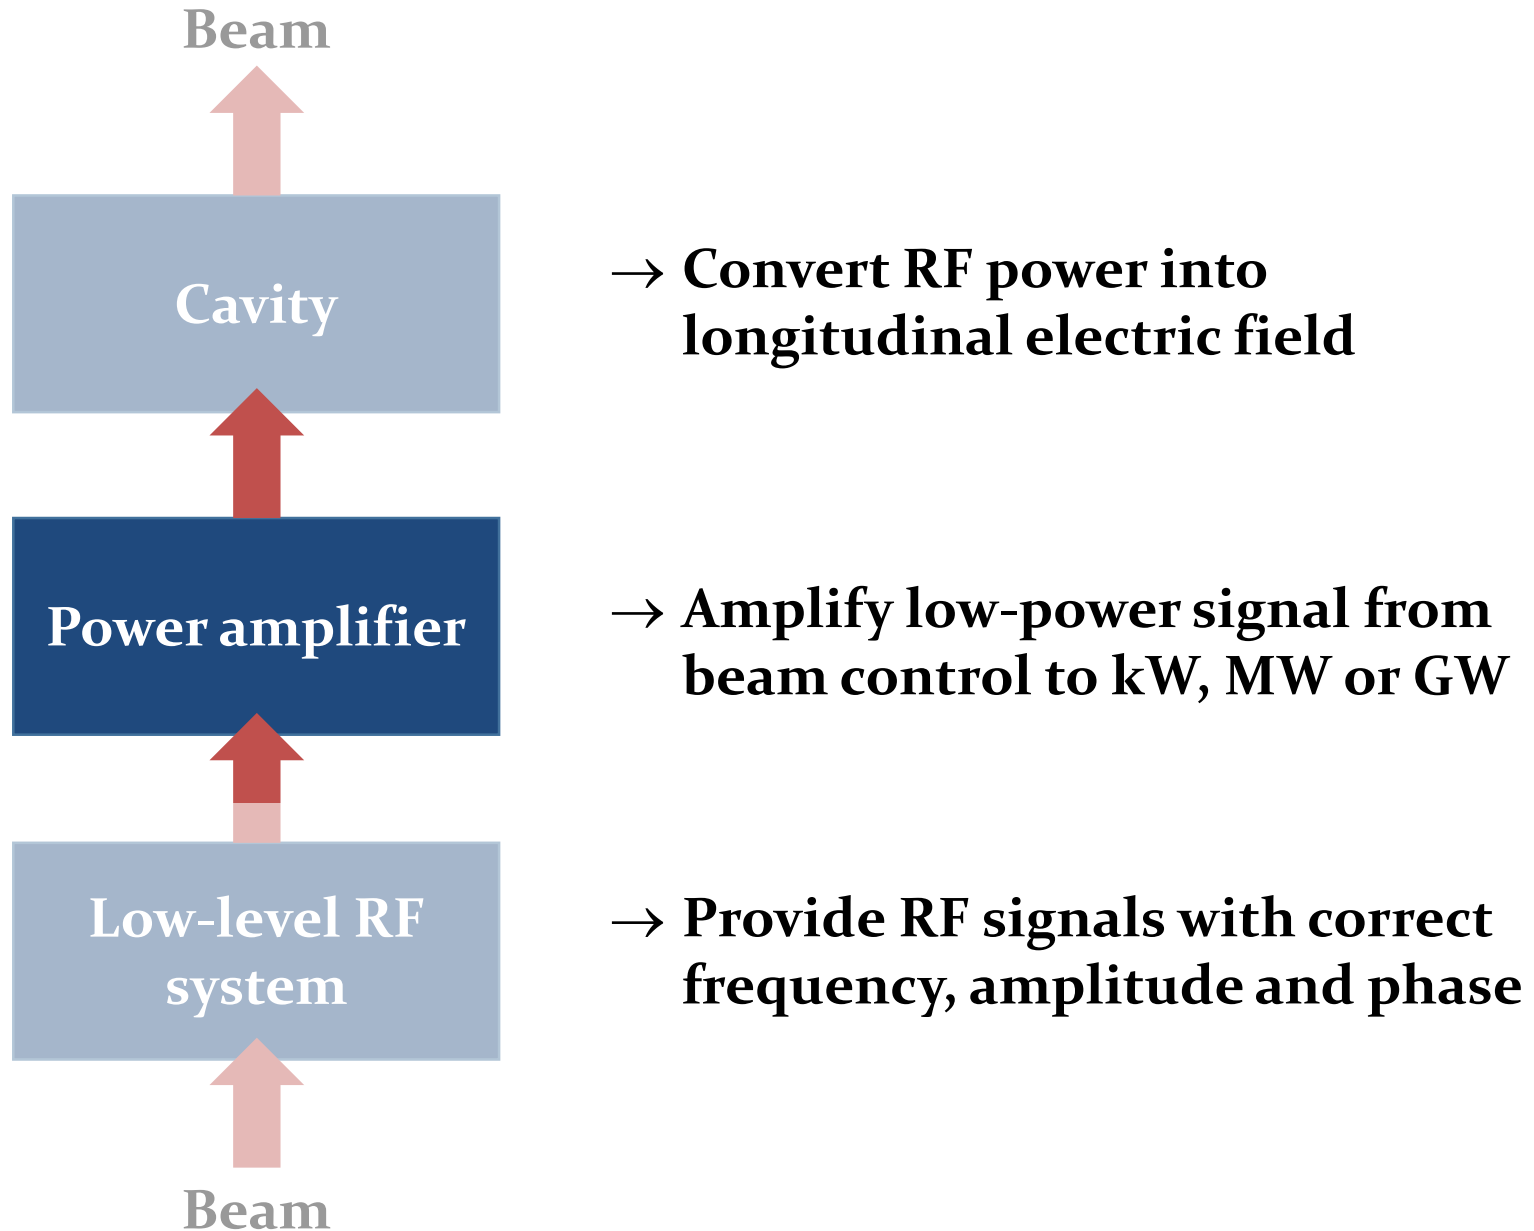 Beam
Cavity
→ Convert RF power into
longitudinal electric field
Power amplifier
→ Amplify low-power signal from
beam control to kW, MW or GW
Low-level RF
system
→ Provide RF signals with correct
frequency, amplitude and phase
Beam